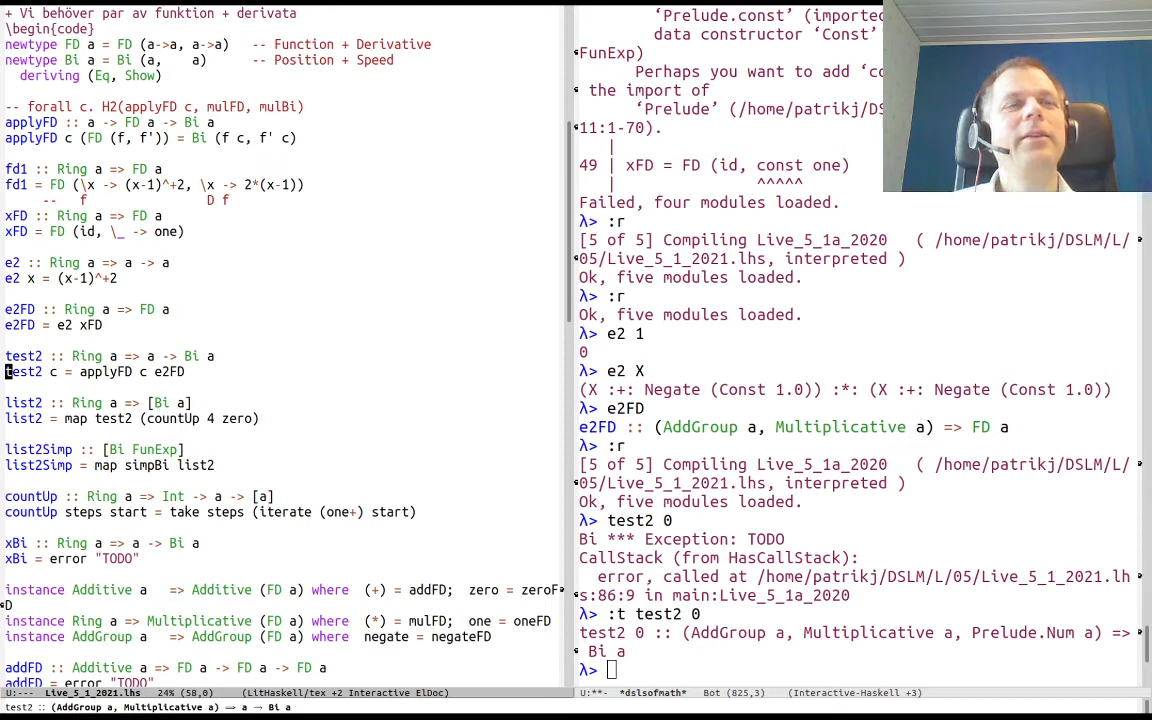 + Vi behöver par av funktion + derivata
\begin{code}
newtype FD a = FD (a->a, a->a)   -- Function + Derivative
newtype Bi a = Bi (a,    a)      -- Position + Speed
  deriving (Eq, Show)
-- forall c. H2(applyFD c, mulFD, mulBi)
applyFD :: a -> FD a -> Bi a
applyFD c (FD (f, f')) = Bi (f c, f' c)
fd1 :: Ring a => FD a
fd1 = FD (\x -> (x-1)^+2, \x -> 2*(x-1))
--   f                D f
xFD :: Ring a => FD a
xFD = FD (id, \_ -> one)
e2 :: Ring a => a -> a
e2 x = (x-1)^+2
e2FD :: Ring a => FD a
e2FD = e2 xFD
test2 :: Ring a => a -> Bi a
test2 c = applyFD c e2FD
list2 :: Ring a => [Bi a]
list2 = map test2 (countUp 4 zero)
list2Simp :: [Bi FunExp]
list2Simp = map simpBi list2
countUp :: Ring a => Int -> a -> [a]
countUp steps start = take steps (iterate (one+) start)
xBi :: Ring a => a -> Bi a
xBi = error "TODO"
instance Additive a   => Additive (FD a) where  (+) = addFD;  zero = zeroF
D
instance Ring a => Multiplicative (FD a) where  (*) = mulFD;  one = oneFD
instance AddGroup a   => AddGroup (FD a) where  negate = negateFD
addFD :: Additive a => FD a -> FD a -> FD a
addFD = error "TODO"
U:---  Live_5_1_2021.lhs   24% (58,0)     (LitHaskell/tex +2 Interactive ElDoc)
test2 :: (AddGroup a, Multiplicative a) ⇒ a → Bi a
‘Prelude.const’ (imported
data constructor ‘Const’
FunExp)
Perhaps you want to add ‘co
the import of
‘Prelude’ (/home/patrikj/DS
11:1-70).
|
49 | xFD = FD (id, const one)
|               ^^^^^
Failed, four modules loaded.
λ> :r
[5 of 5] Compiling Live_5_1a_2020   ( /home/patrikj/DSLM/L/
05/Live_5_1_2021.lhs, interpreted )
Ok, five modules loaded.
λ> :r
Ok, five modules loaded.
λ> e2 1
0
λ> e2 X
(X :+: Negate (Const 1.0)) :*: (X :+: Negate (Const 1.0))
λ> e2FD
e2FD :: (AddGroup a, Multiplicative a) => FD a
λ> :r
[5 of 5] Compiling Live_5_1a_2020   ( /home/patrikj/DSLM/L/
05/Live_5_1_2021.lhs, interpreted )
Ok, five modules loaded.
λ> test2 0
Bi *** Exception: TODO
CallStack (from HasCallStack):
  error, called at /home/patrikj/DSLM/L/05/Live_5_1_2021.lh
s:86:9 in main:Live_5_1a_2020
λ> :t test2 0
test2 0 :: (AddGroup a, Multiplicative a, Prelude.Num a) =>
 Bi a
λ>
U:**-  *dslsofmath*   Bot (825,3)    (Interactive-Haskell +3)